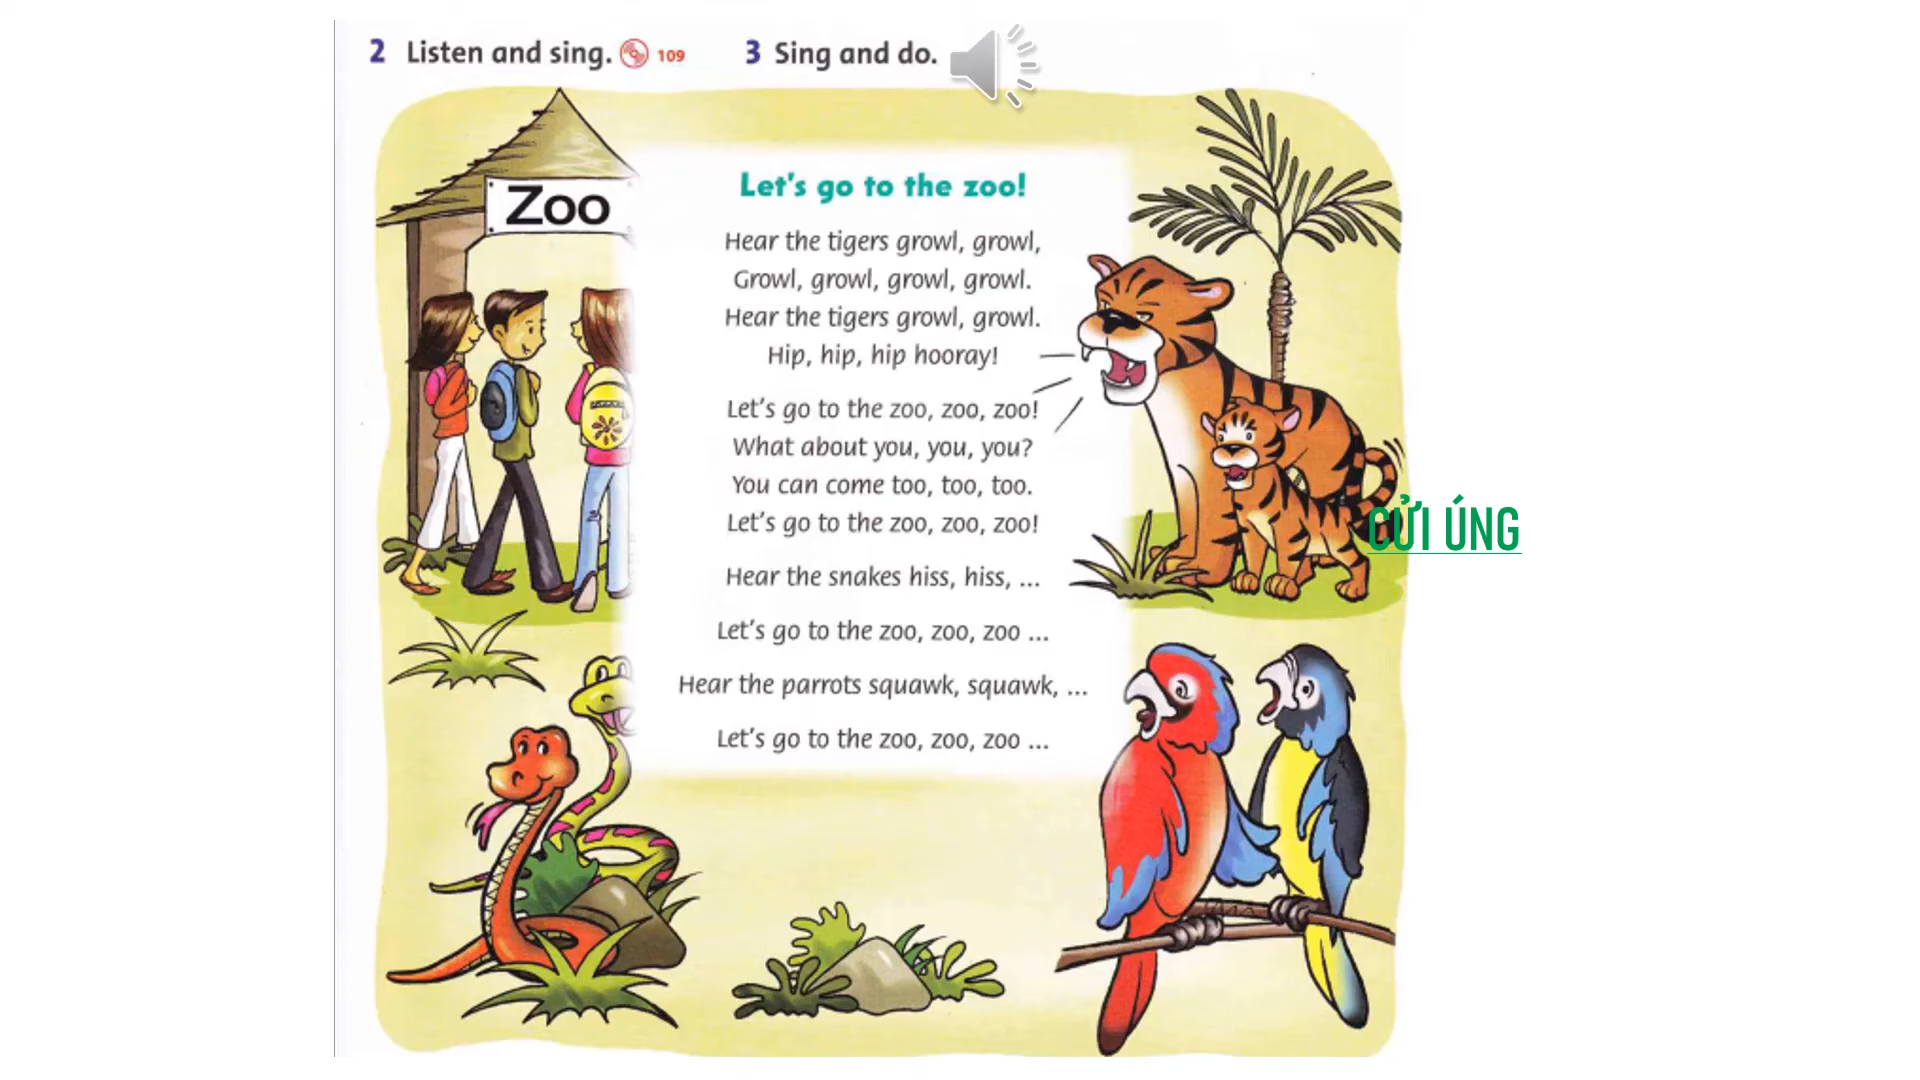 2 Listen and sing. 109 3 Sing and do.
Zoo
Let's go to the zoo!
Hear the tigers growl, growl,
Growl, growl, growl, growl.
Hear the tigers growl, growl.
Hip, hip, hip hooray!
Let's go to the zoo, zoo, zoo!
What about you, you, you?
You can come too, too, too.
Let's go to the zoo, zoo, zoo!
Hear the snakes hiss, hiss, ...
Let's go to the zoo, zoo, zoo ...
Hear the parrots squawk, squawk, ...
Let's go to the zoo, zoo, zoo ...
CỬI ÚNG